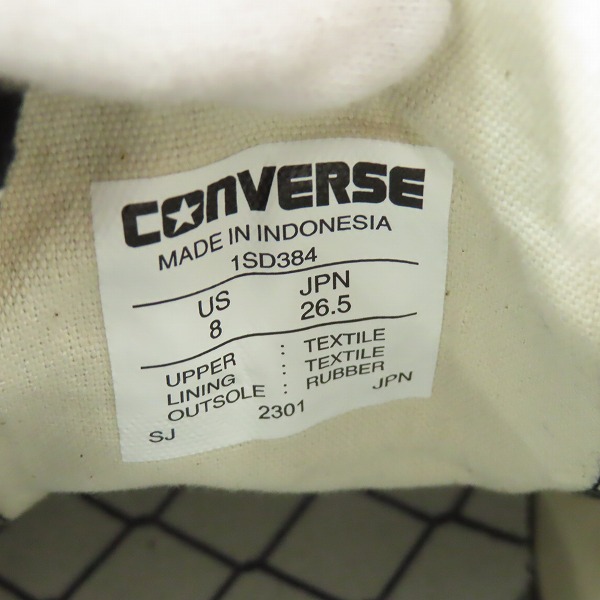 CONVERSE
MADE IN INDONESIA
1SD384
US JPN
8 26.5
UPPER : TEXTILE
LINING : TEXTILE
OUTSOLE : RUBBER
SJ 2301 JPN